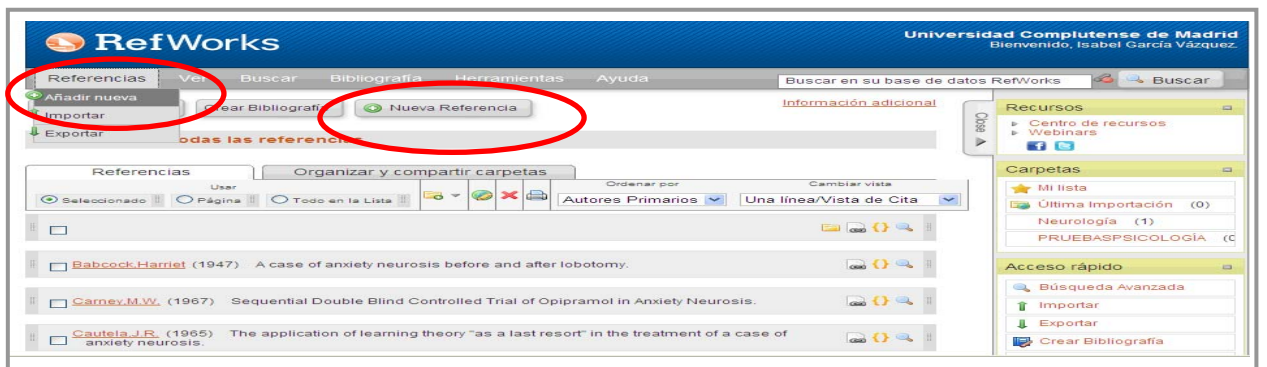 RefWorks
Universidad Complutense de Madrid
Bienvenido, Isabel García Vázquez.
Referencias Ver Buscar Bibliografía Herramientas Ayuda
Buscar en su base de datos RefWorks Buscar
Añadir nueva
Importar
Exportar
Crear Bibliografía Nueva Referencia
Información adicional
Todas las referencias
Close
Referencias Organizar y compartir carpetas
Usar
Seleccionado Página Todo en la Lista
Ordenar por
Autores Primarios
Cambiar vista
Una línea/Vista de Cita
Babcock,Harriet (1947) A case of anxiety neurosis before and after lobotomy.
Carney,M.W. (1967) Sequential Double Blind Controlled Trial of Opipramol in Anxiety Neurosis.
Cautela,J.R. (1965) The application of learning theory "as a last resort" in the treatment of a case of
anxiety neurosis.
Recursos
Centro de recursos
Webinars
Carpetas
Mi lista
Última Importación (0)
Neurología (1)
PRUEBASPSICOLOGÍA
Acceso rápido
Búsqueda Avanzada
Importar
Exportar
Crear Bibliografía